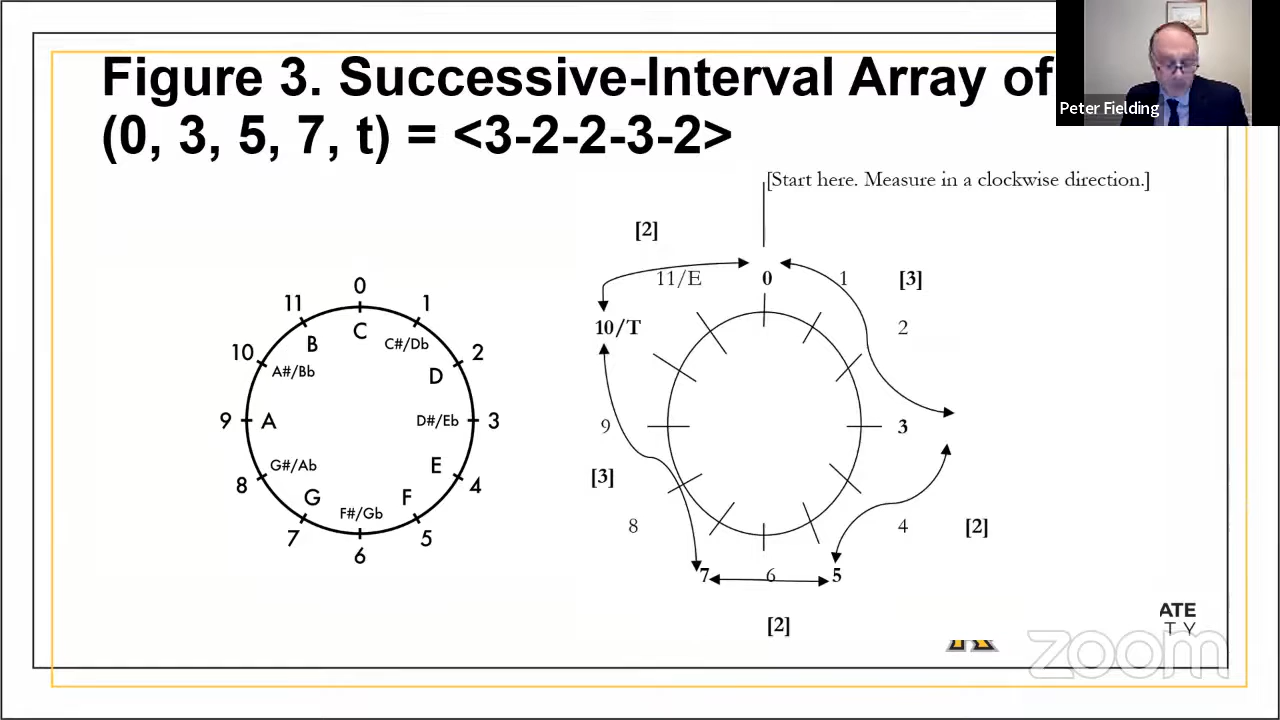 Figure 3. Successive-Interval Array of
(0, 3, 5, 7, t) = <3-2-2-3-2>
Peter Fielding
[Start here. Measure in a clockwise direction.]
[2]
11/E
0
1
[3]
10/T
2
9
3
[3]
8
4
[2]
7
6
5
[2]
0
11
1
B
C
C#/Db
10
2
A#/Bb
D
9
A
D#/Eb
3
G#/Ab
E
8
4
G
F#/Gb
F
7
5
6
ATE
T Y
zoom